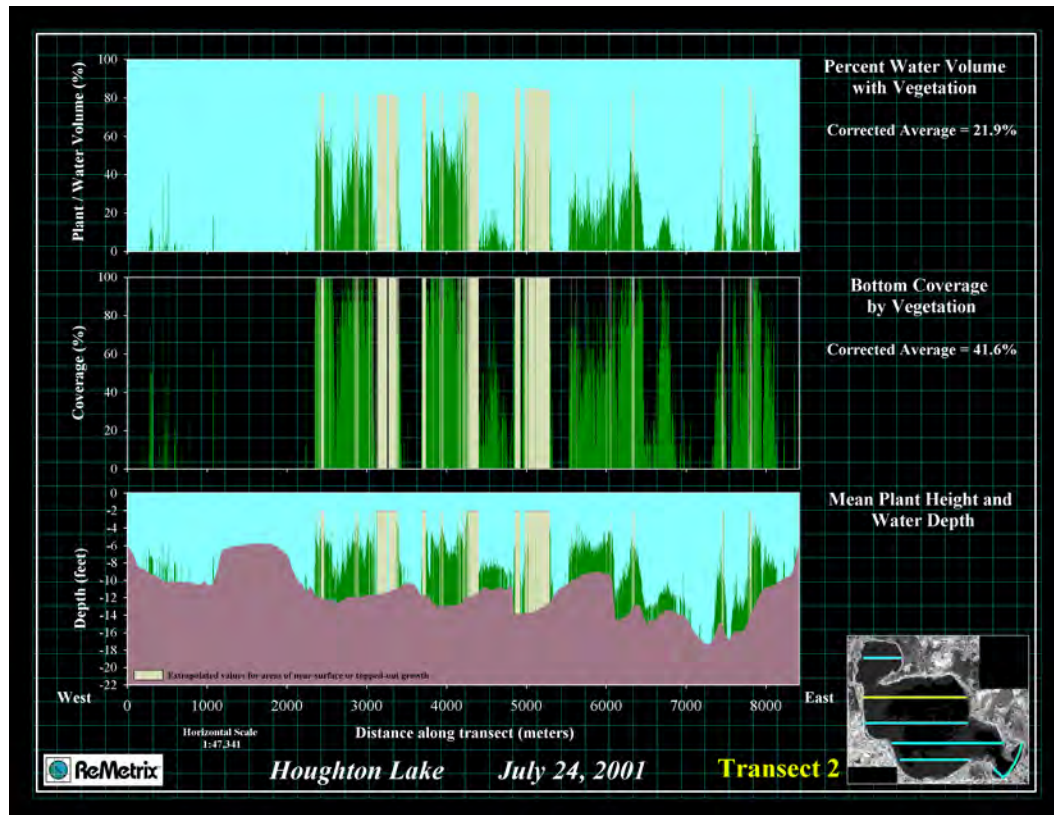 Percent Water Volume
with Vegetation
Corrected Average = 21.9%
Plant / Water Volume (%)
100
80
60
40
20
0
Bottom Coverage
by Vegetation
Corrected Average = 41.6%
Coverage (%)
100
80
60
40
20
0
Mean Plant Height and
Water Depth
Depth (feet)
0
-2
-4
-6
-8
-10
-12
-14
-16
-18
-20
-22
Extrapolated values for areas of near-surface or topped-out growth
West
0 1000 2000 3000 4000 5000 6000 7000 8000
East
Horizontal Scale
1:47,341
Distance along transect (meters)
ReMetrix
Houghton Lake July 24, 2001 Transect 2